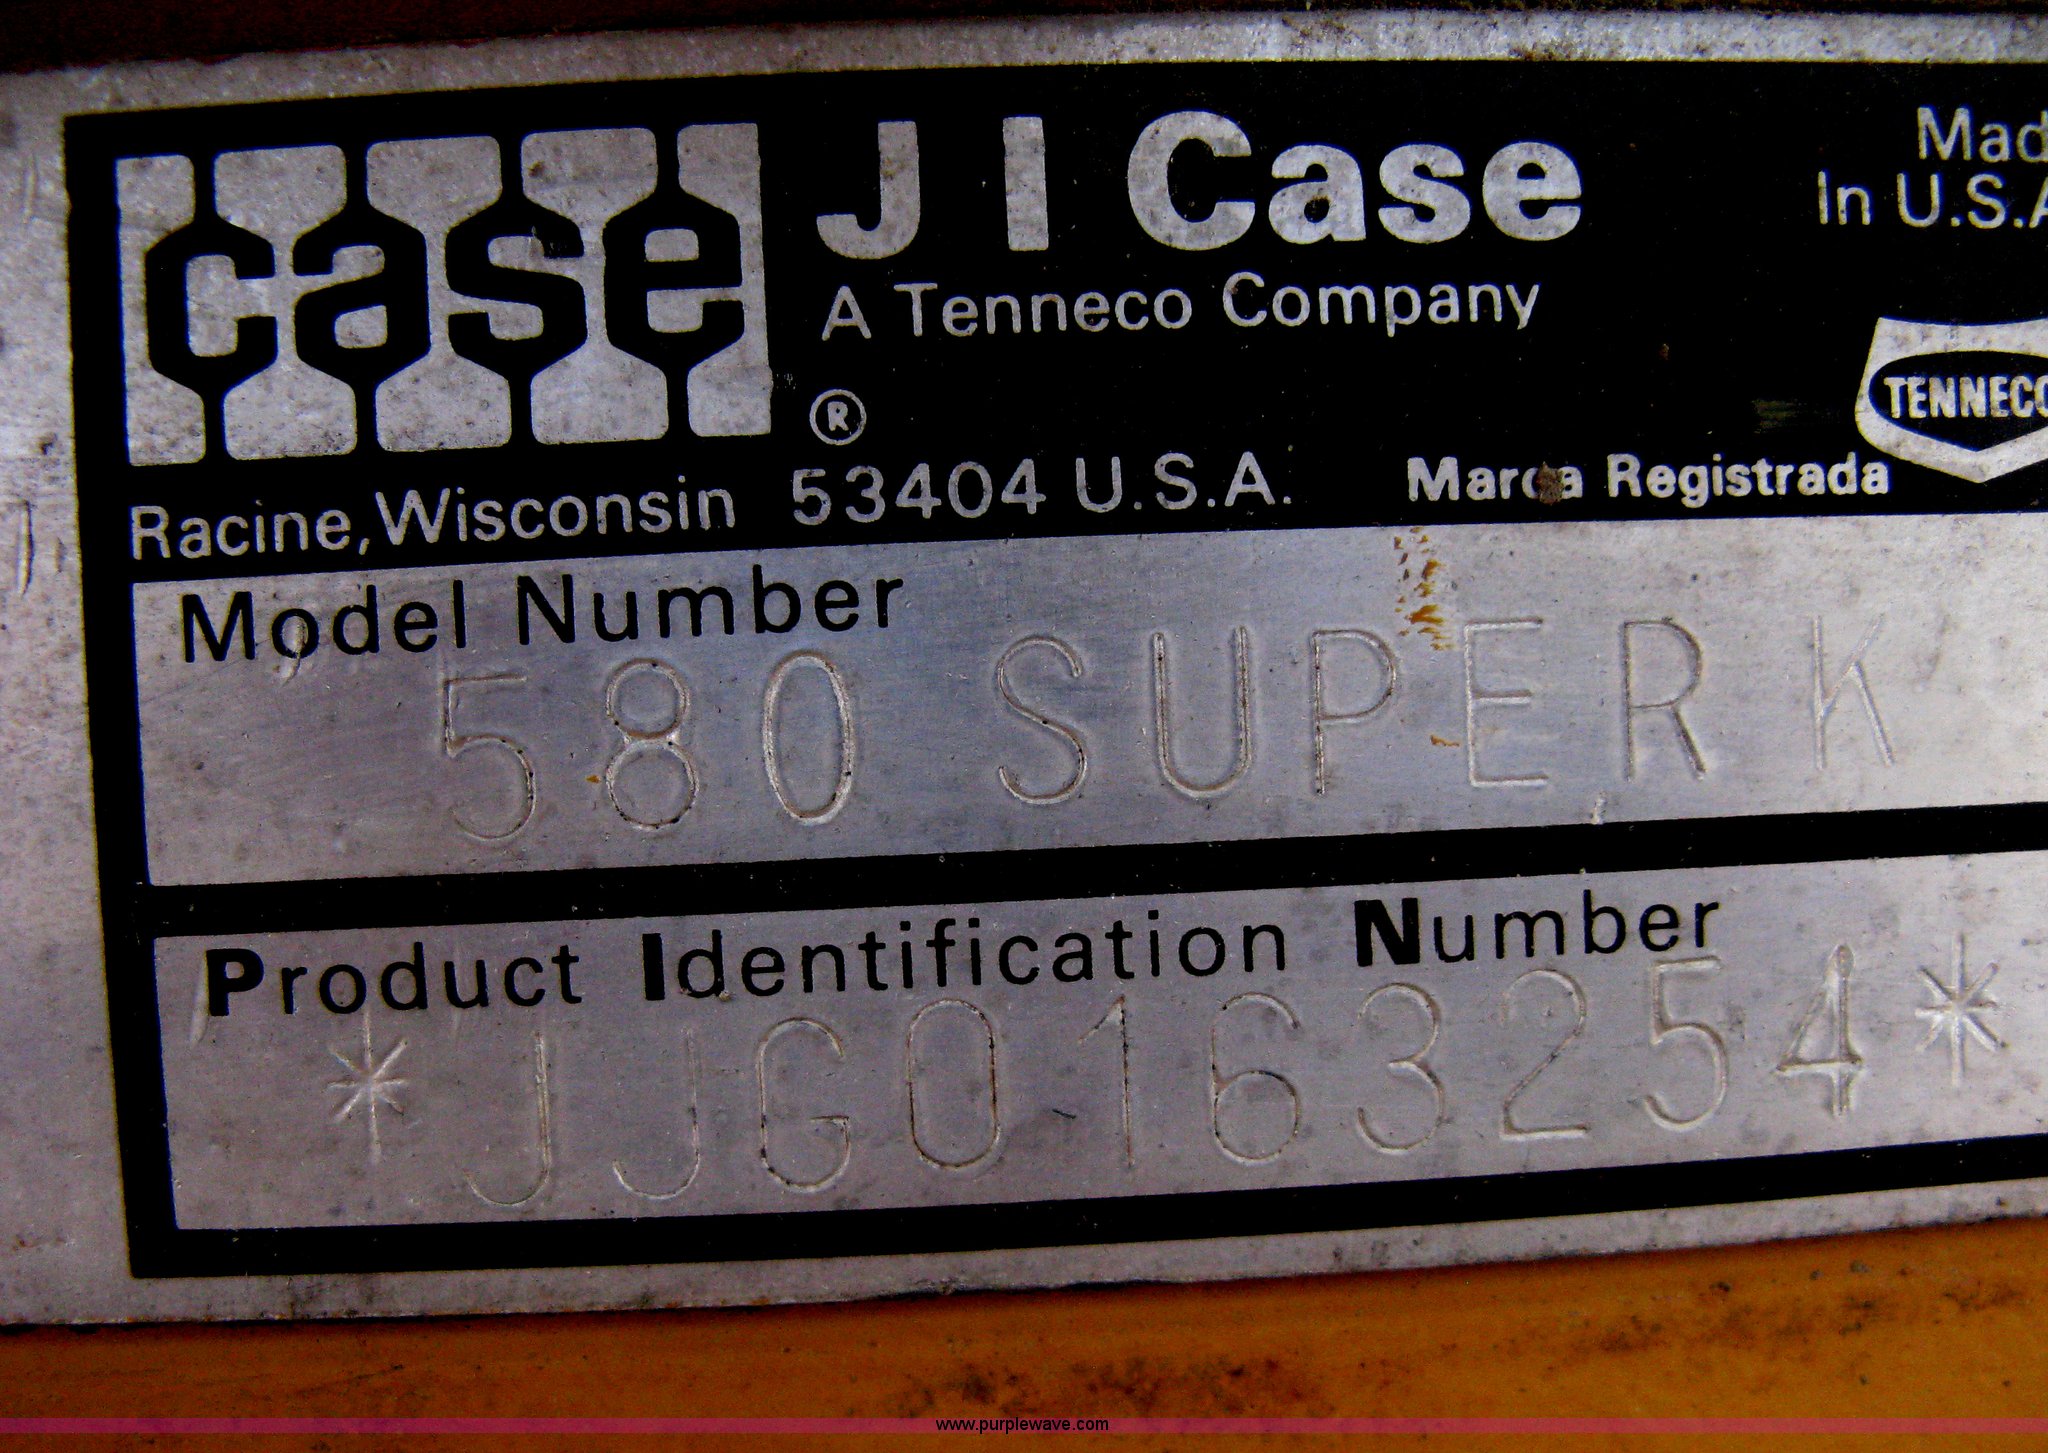 case
J I Case
A Tenneco Company
®
Racine, Wisconsin 53404 U.S.A.
Mad
In U.S.A
TENNECO
Marca Registrada
Model Number
580 SUPER K
Product Identification Number
*JJG0163254*
www.purplewave.com